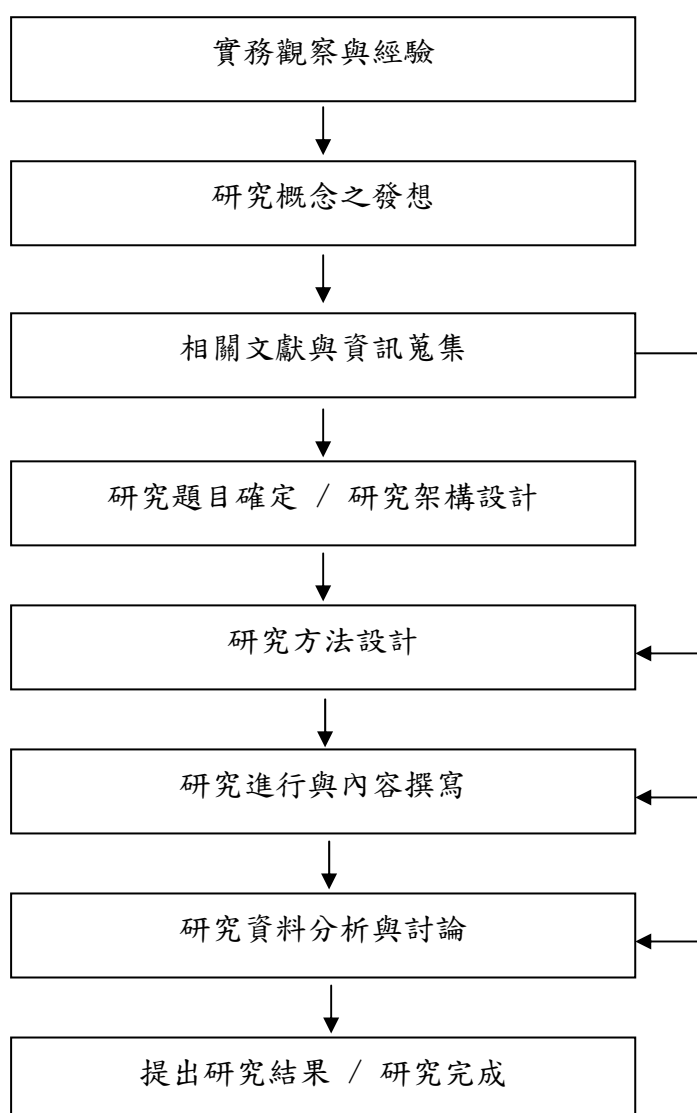 實務觀察與經驗
研究概念之發想
相關文獻與資訊蒐集
研究題目確定 / 研究架構設計
研究方法設計
研究進行與內容撰寫
研究資料分析與討論
提出研究結果 / 研究完成